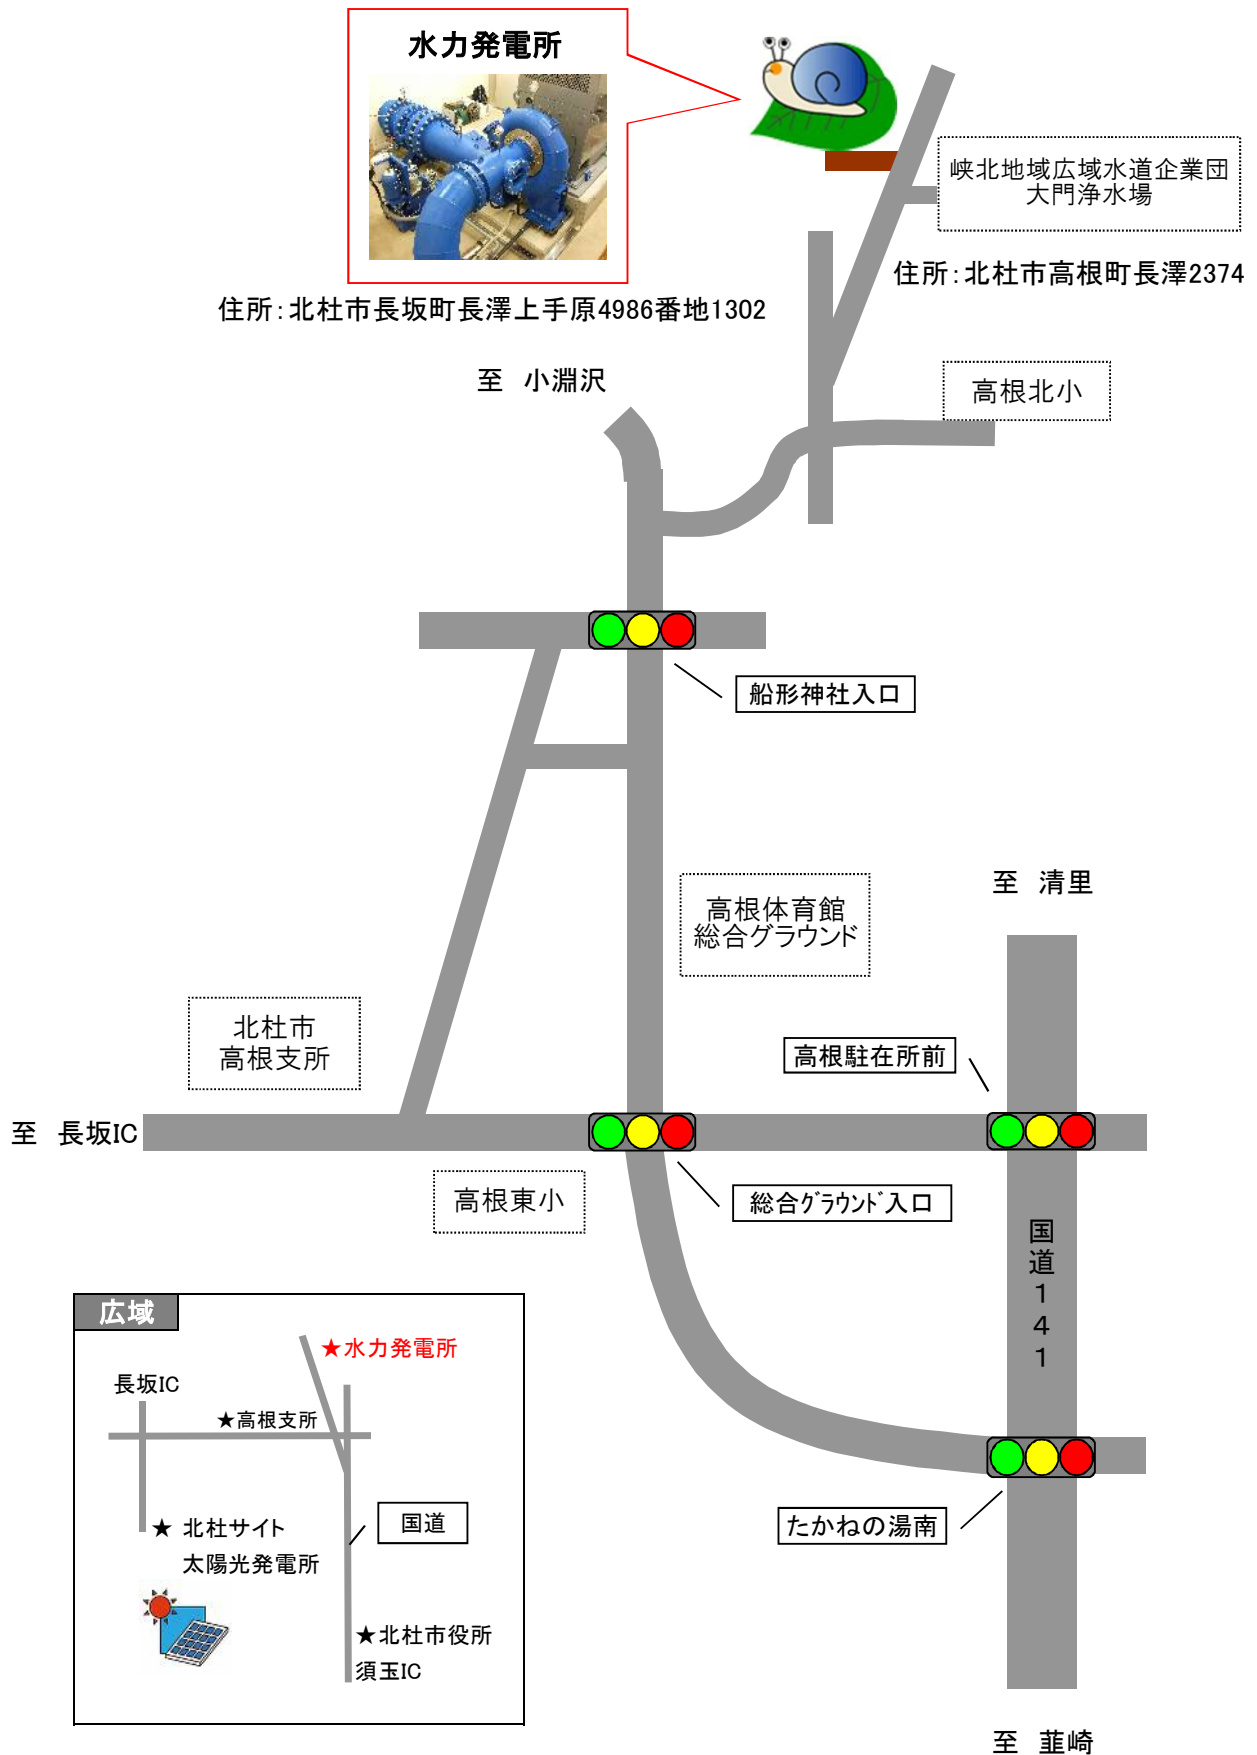 水力発電所
峡北地域広域水道企業団
大門浄水場
住所：北杜市高根町長澤2374
住所：北杜市長坂町長澤上手原4986番地1302
至　小淵沢
高根北小
船形神社入口
至　清里
高根体育館
総合グラウンド
北杜市
高根支所
高根駐在所前
至　長坂IC
高根東小
総合ｸﾞﾗｳﾝﾄﾞ入口
国道141
広域
★水力発電所
長坂IC
★高根支所
国道
★ 北杜サイト
太陽光発電所
★北杜市役所
須玉IC
たかねの湯南
至　韮崎